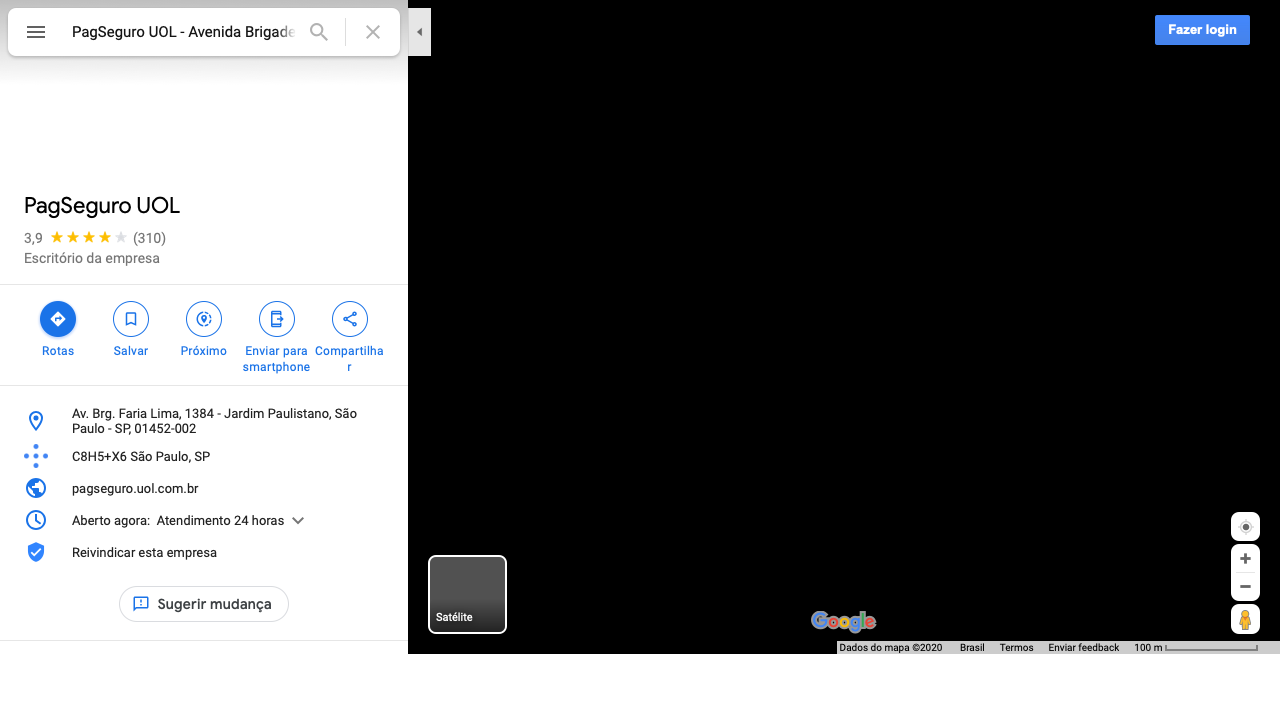 PagSeguro UOL - Avenida Brigade
Fazer login
PagSeguro UOL
3,9 (310)
Escritório da empresa
Rotas
Salvar
Próximo
Enviar para
smartphone
Compartilha
r
Av. Brg. Faria Lima, 1384 - Jardim Paulistano, São
Paulo - SP, 01452-002
C8H5+X6 São Paulo, SP
pagseguro.uol.com.br
Aberto agora: Atendimento 24 horas
Reivindicar esta empresa
Sugerir mudança
Satélite
Google
Dados do mapa ©2020 Brasil Termos Enviar feedback 100 m